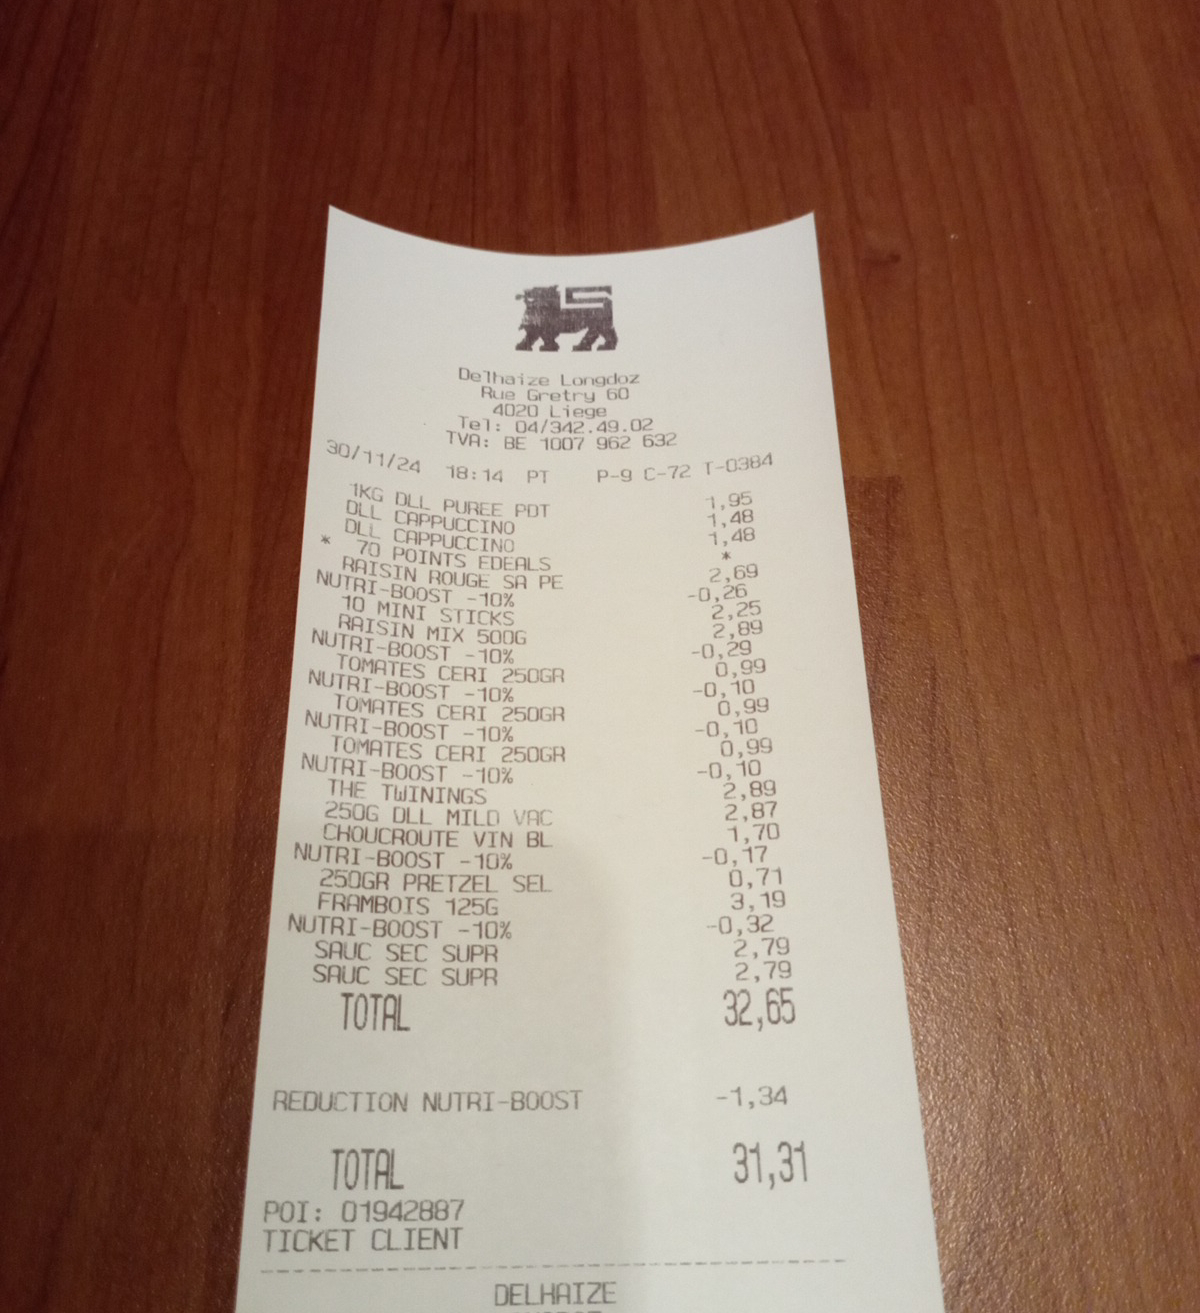 Delhaize Longdoz
Rue Gretry 60
4020 Liege
Tel: 04/342.49.02
TVA: BE 1007 962 632
30/11/24 18:14 PT P-9 C-72 T-0384
1KG DLL PUREE PDT 1,95
DLL CAPPUCCINO 1,48
DLL CAPPUCCINO 1,48
* 70 POINTS EDEALS *
RAISIN ROUGE SA PE 2,69
NUTRI-BOOST -10% -0,26
10 MINI STICKS 2,25
RAISIN MIX 500G 2,89
NUTRI-BOOST -10% -0,29
TOMATES CERI 250GR 0,99
NUTRI-BOOST -10% -0,10
TOMATES CERI 250GR 0,99
NUTRI-BOOST -10% -0,10
TOMATES CERI 250GR 0,99
NUTRI-BOOST -10% -0,10
THE TWININGS 2,89
250G DLL MILD VAC 2,87
CHOUCROUTE VIN BL 1,70
NUTRI-BOOST -10% -0,17
250GR PRETZEL SEL 0,71
FRAMBOIS 125G 3,19
NUTRI-BOOST -10% -0,32
SAUC SEC SUPR 2,79
SAUC SEC SUPR 2,79
TOTAL 32,65
REDUCTION NUTRI-BOOST -1,34
TOTAL 31,31
POI: 01942887
TICKET CLIENT
DELHAIZE